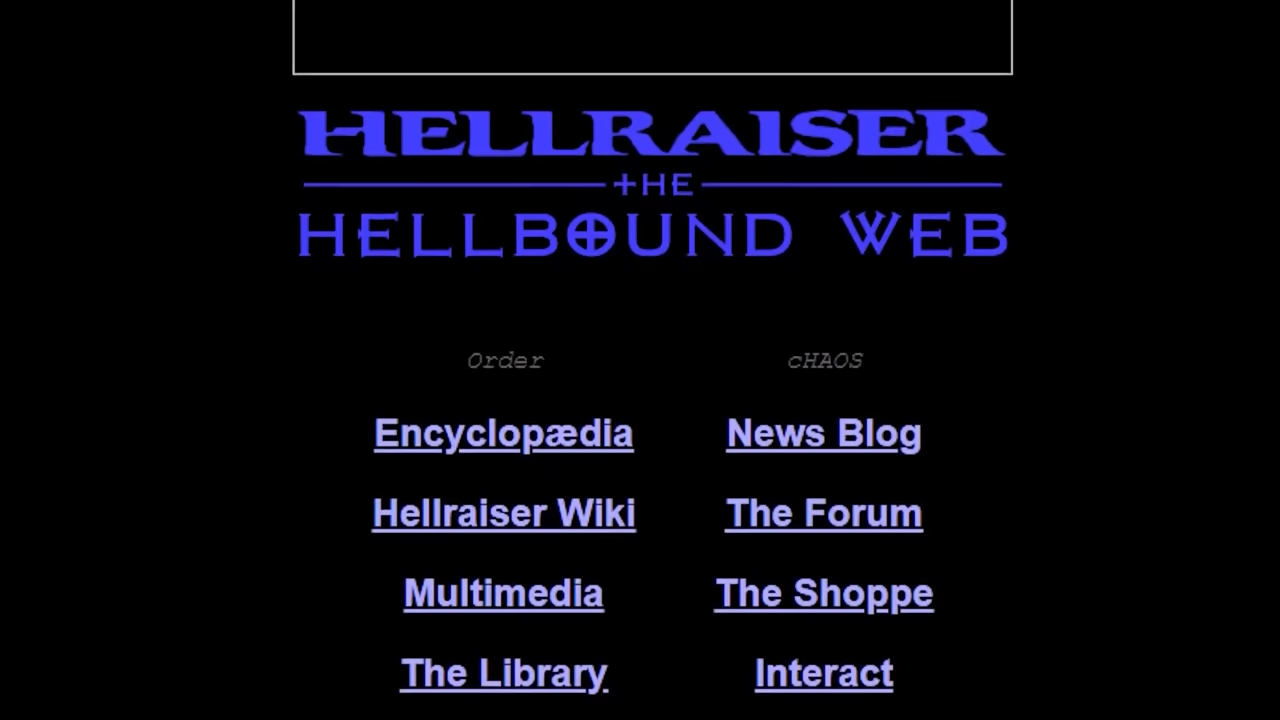 HELLRAISER
THE
HELLBOUND WEB
Order cHAOS
Encyclopædia News Blog
Hellraiser Wiki The Forum
Multimedia The Shoppe
The Library Interact